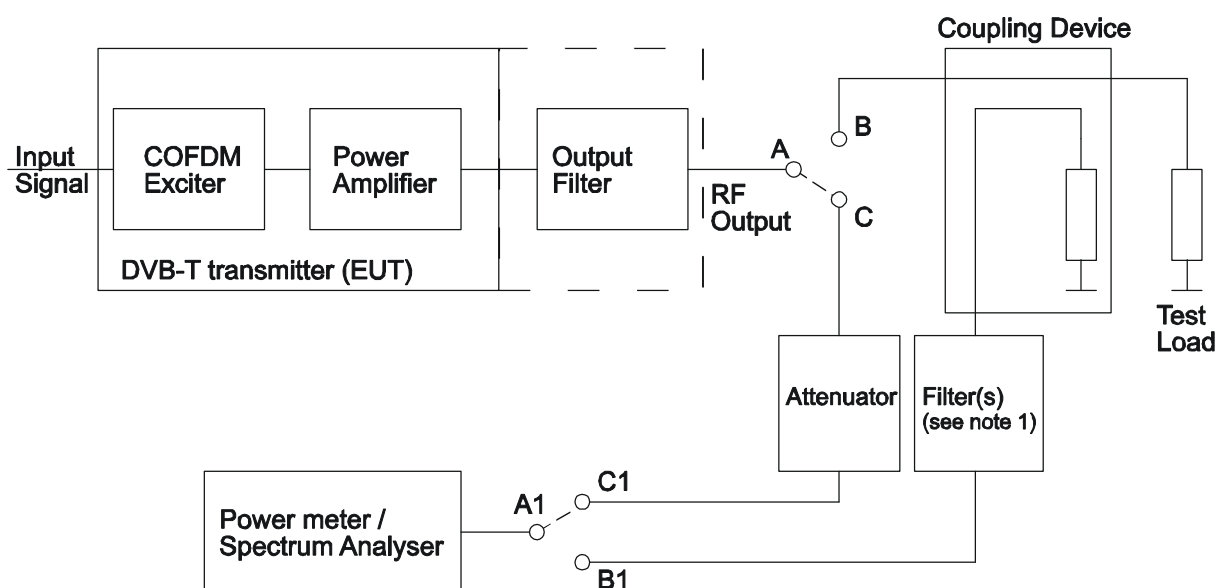 Coupling Device
Input
Signal
COFDM
Exciter
Power
Amplifier
Output
Filter
DVB-T transmitter (EUT)
RF
Output
A
B
C
Test
Load
Attenuator
Filter(s)
(see note 1)
Power meter /
Spectrum Analyser
A1
C1
B1